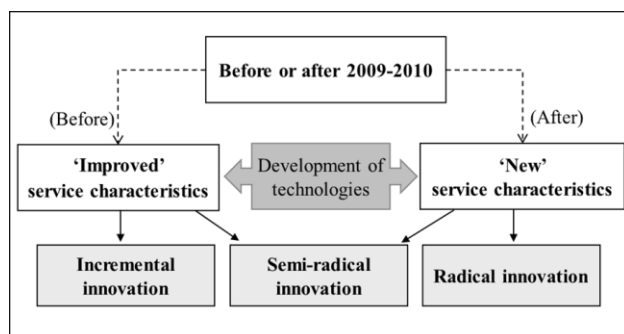 Before or after 2009-2010
(Before)
(After)
‘Improved’
service characteristics
Development of
technologies
‘New’
service characteristics
Incremental
innovation
Semi-radical
innovation
Radical innovation